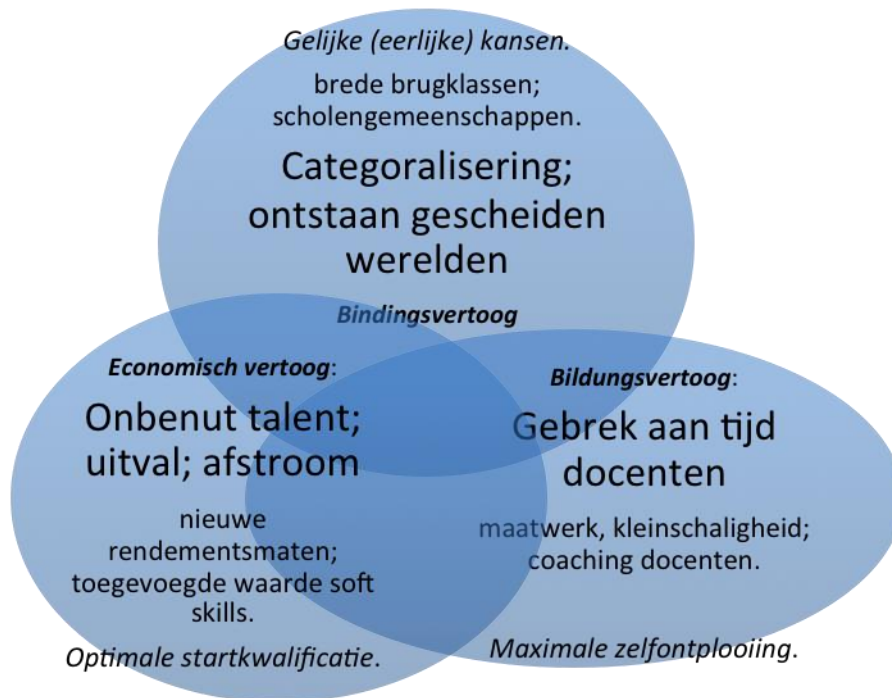 Gelijke (eerlijke) kansen.
brede brugklassen;
scholengemeenschappen.
Categoralisering;
ontstaan gescheiden
werelden
Bindingsvertoog
Economisch vertoog:
Onbenut talent;
uitval; afstroom
nieuwe
rendementsmaten;
toegevoegde waarde soft
skills.
Optimale startkwalificatie.
Bildungsvertoog:
Gebrek aan tijd
docenten
maatwerk, kleinschaligheid;
coaching docenten.
Maximale zelfontplooiing.